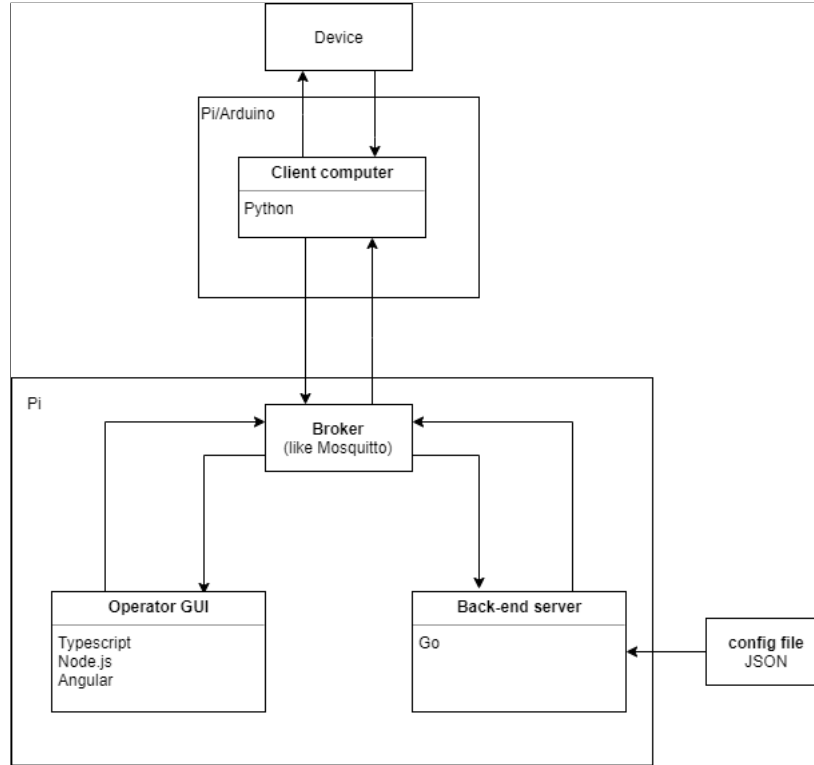 Device
Pi/Arduino
Client computer
Python
Pi
Broker
(like Mosquitto)
Operator GUI
Typescript
Node.js
Angular
Back-end server
Go
config file
JSON